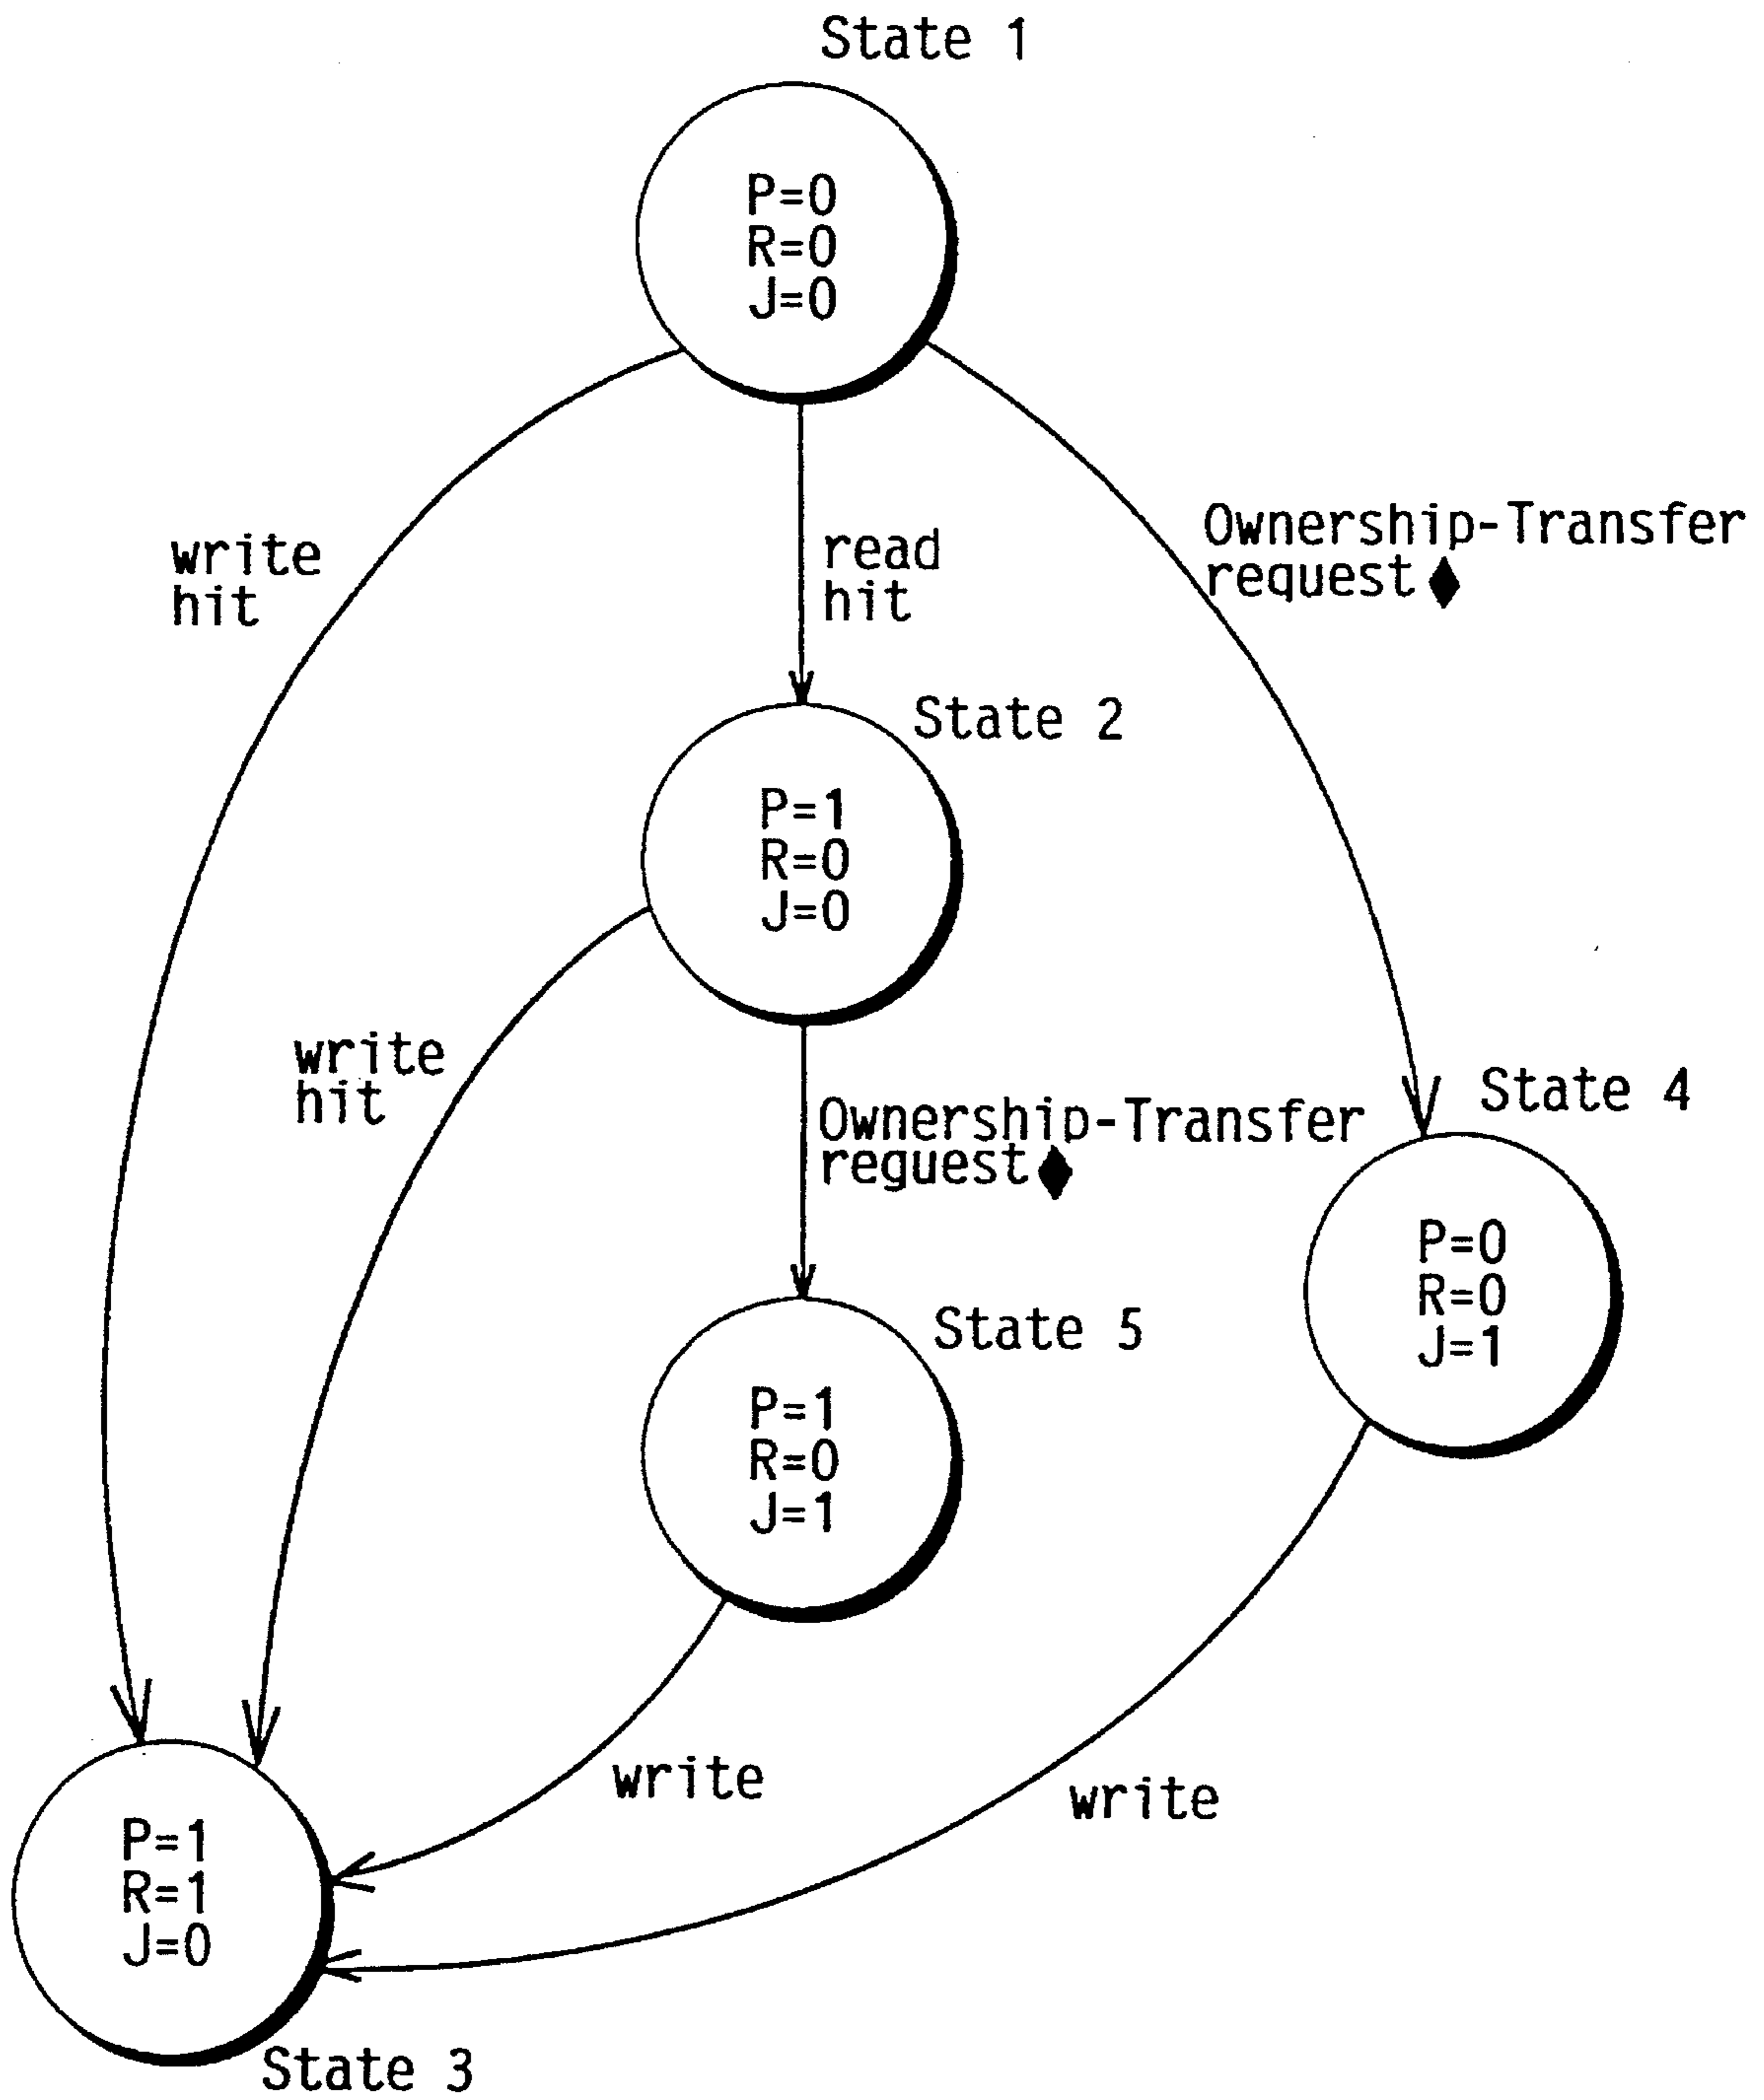 State 1
P=0
R=0
J=0
write
hit
read
hit
Ownership-Transfer
request♦
State 2
P=1
R=0
J=0
write
hit
Ownership-Transfer
request♦
State 4
P=0
R=0
J=1
State 5
P=1
R=0
J=1
write
write
P=1
R=1
J=0
State 3